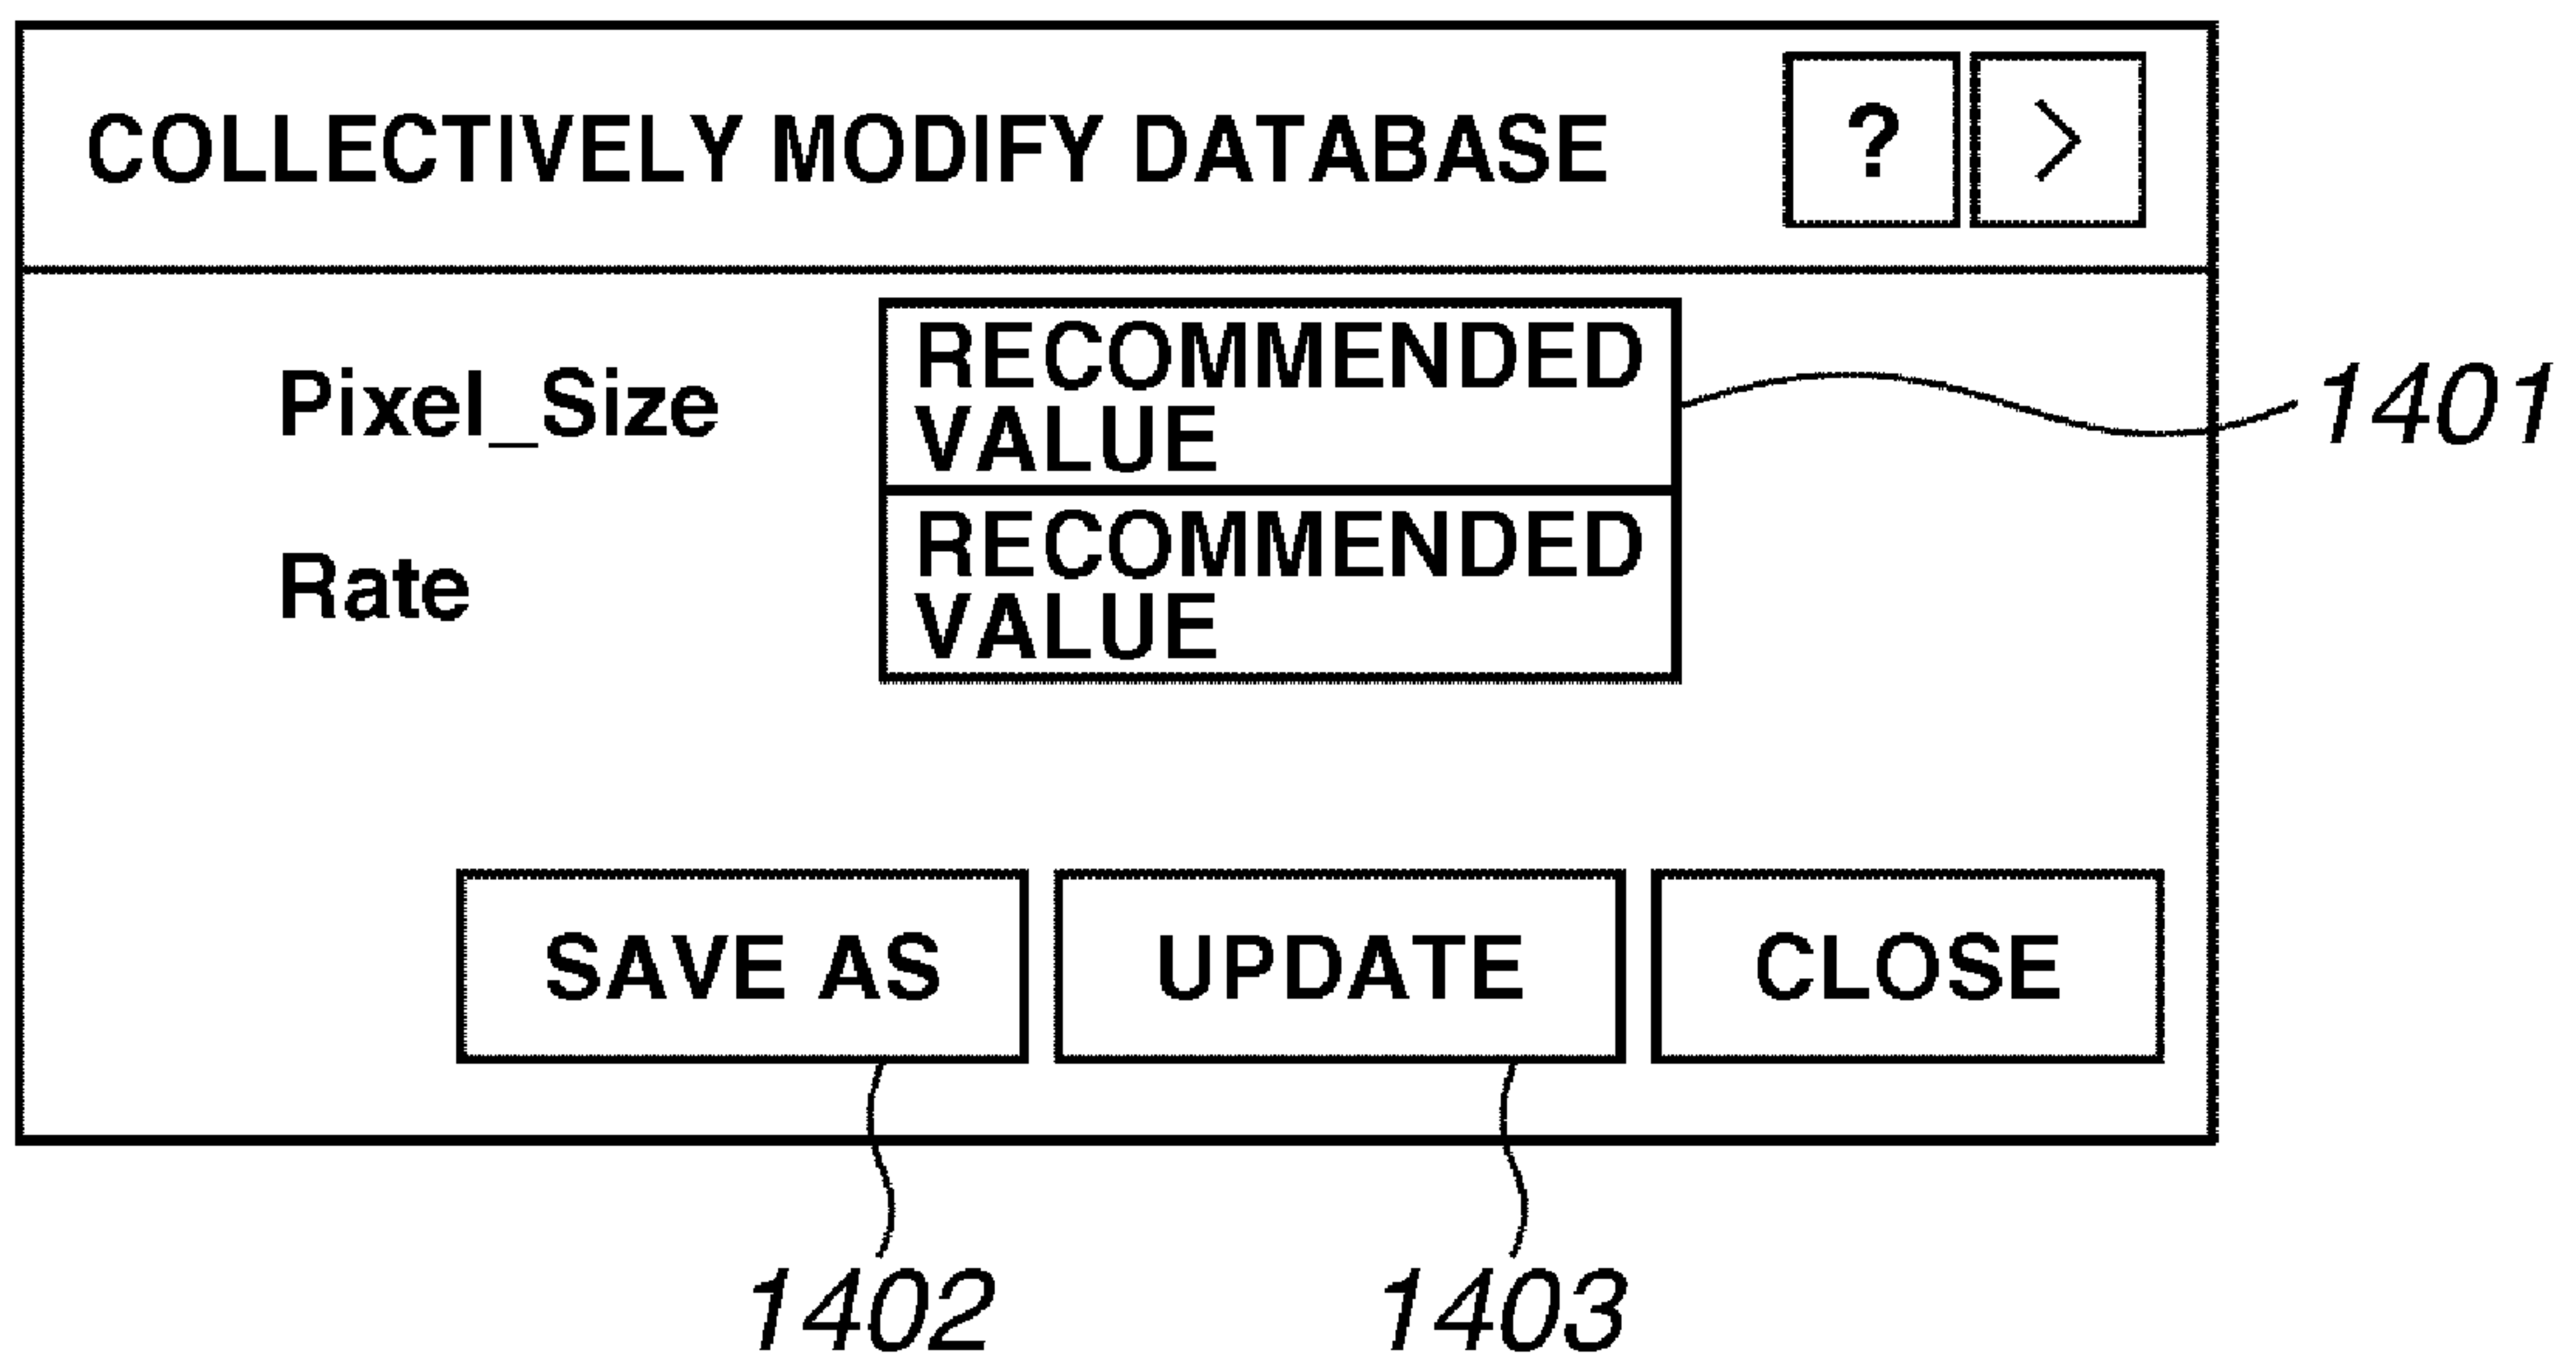 COLLECTIVELY MODIFY DATABASE ? >
Pixel_Size
RECOMMENDED
VALUE
1401
Rate
RECOMMENDED
VALUE
SAVE AS UPDATE CLOSE
1402 1403